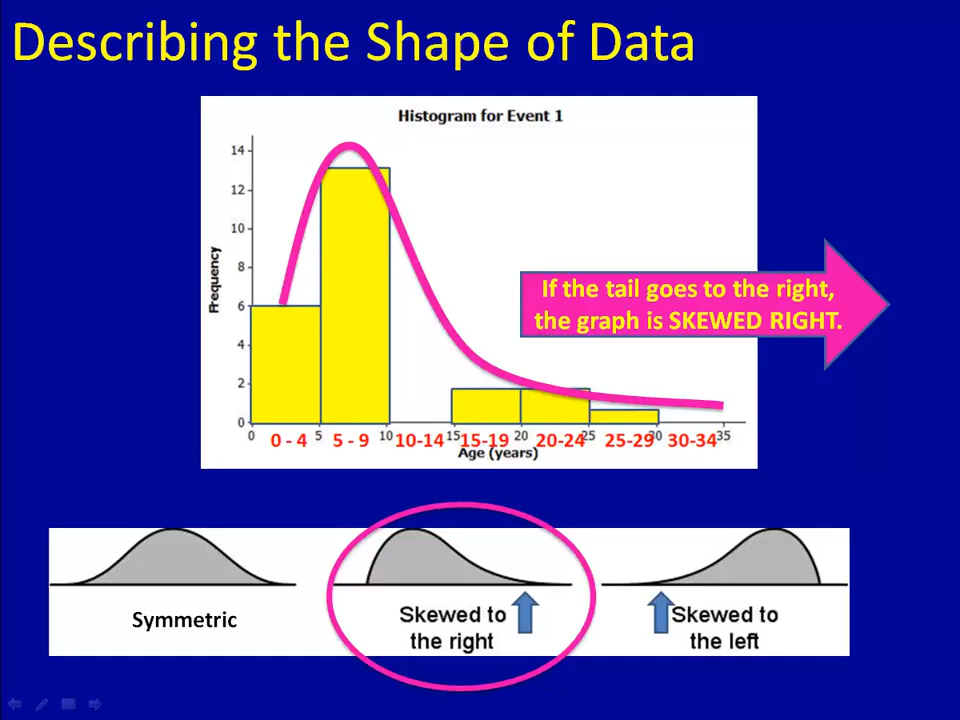 Describing the Shape of Data
Histogram for Event 1
Frequency
14
12
10
8
6
4
2
0
If the tail goes to the right,
the graph is SKEWED RIGHT.
0 5 10 15 20 25 30 35
0 - 4 5 - 9 10-14 15-19 20-24 25-29 30-34
Age (years)
Symmetric
Skewed to
the right
Skewed to
the left